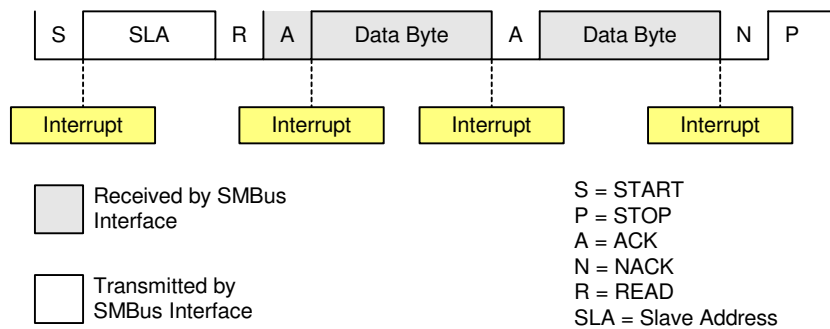 S SLA R A Data Byte A Data Byte N P
Interrupt Interrupt Interrupt Interrupt
Received by SMBus
Interface
Transmitted by
SMBus Interface
S = START
P = STOP
A = ACK
N = NACK
R = READ
SLA = Slave Address